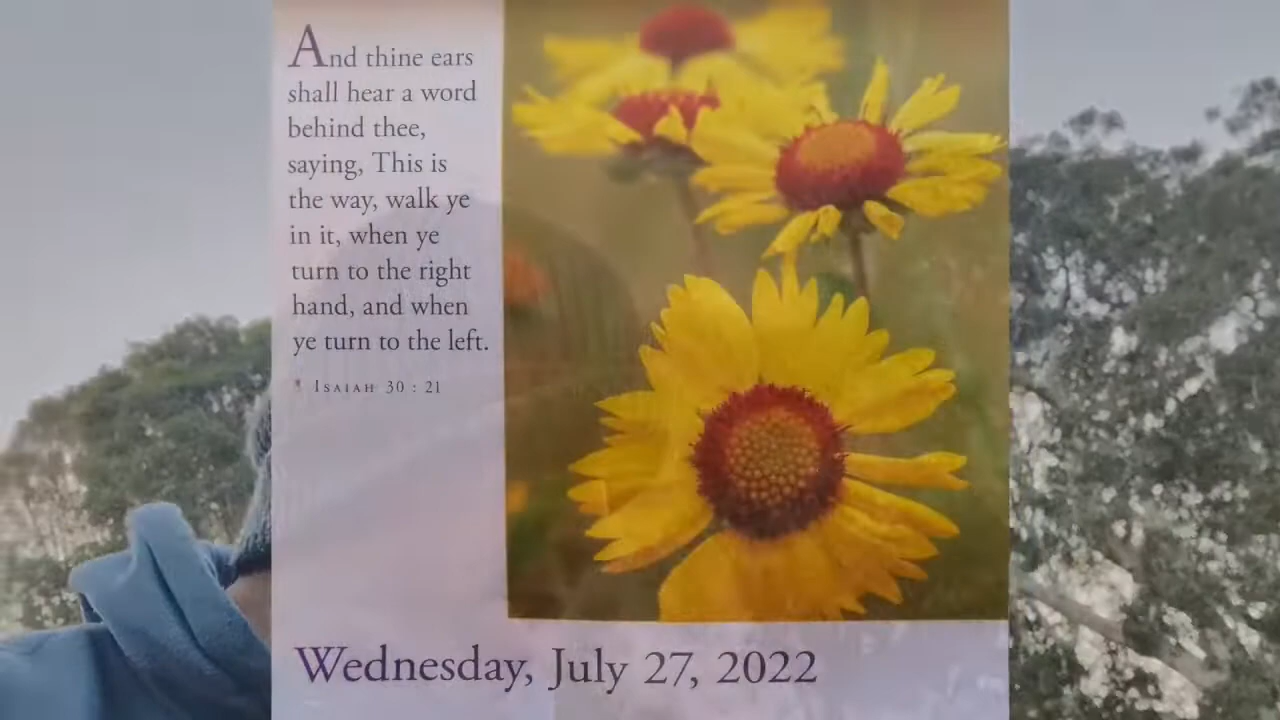 And thine ears
shall hear a word
behind thee,
saying, This is
the way, walk ye
in it, when ye
turn to the right
hand, and when
ye turn to the left.
Isaiah 30 : 21
Wednesday, July 27, 2022